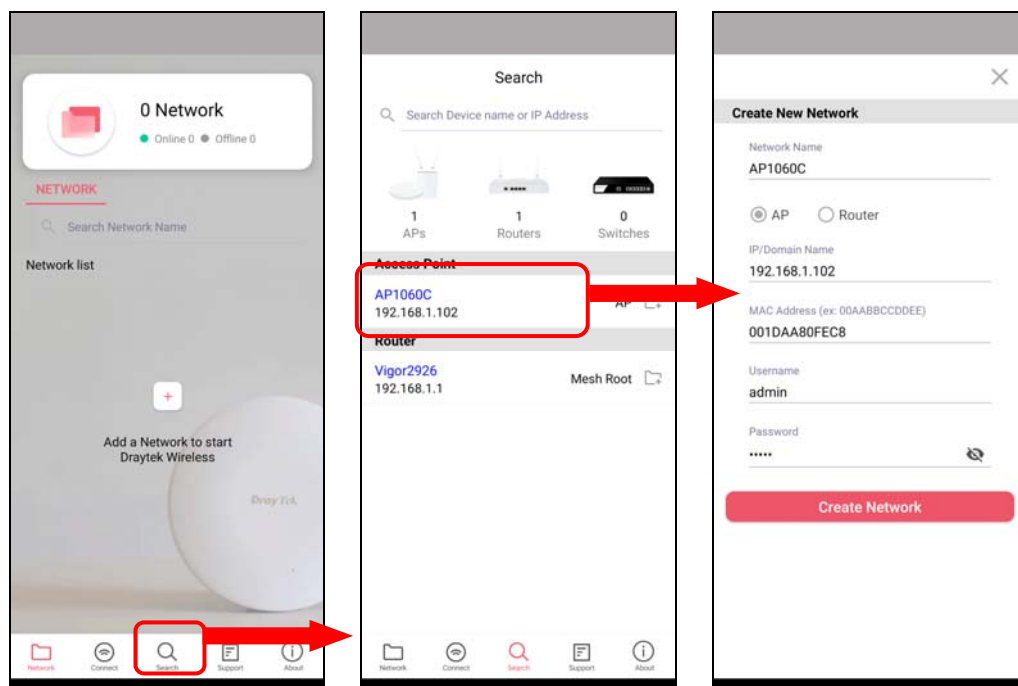 0 Network
Online 0 Offline 0
NETWORK
Search Network Name
Network list
+
Add a Network to start
Draytek Wireless
DrayTek
Network Connect Search Support About
Search
Search Device name or IP Address
1 1 0
APs Routers Switches
Access Point
AP1060C
192.168.1.102
AP
Router
Vigor2926
192.168.1.1
Mesh Root
Network Connect Search Support About
Create New Network
Network Name
AP1060C
AP Router
IP/Domain Name
192.168.1.102
MAC Address (ex: 00AABBCCDDEE)
001DAA80FEC8
Username
admin
Password
•••••
Create Network